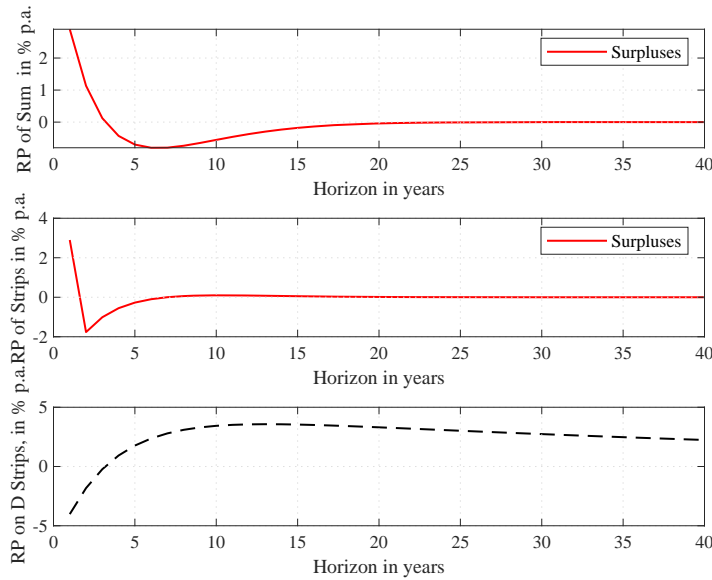 RP of Sum in % p.a.
2
1
0
Surpluses
0 5 10 15 20 25 30 35 40
Horizon in years
RP of Strips in % p.a.
4
2
0
-2
Surpluses
0 5 10 15 20 25 30 35 40
Horizon in years
RP on D Strips, in % p.a.
5
0
-5
0 5 10 15 20 25 30 35 40
Horizon in years